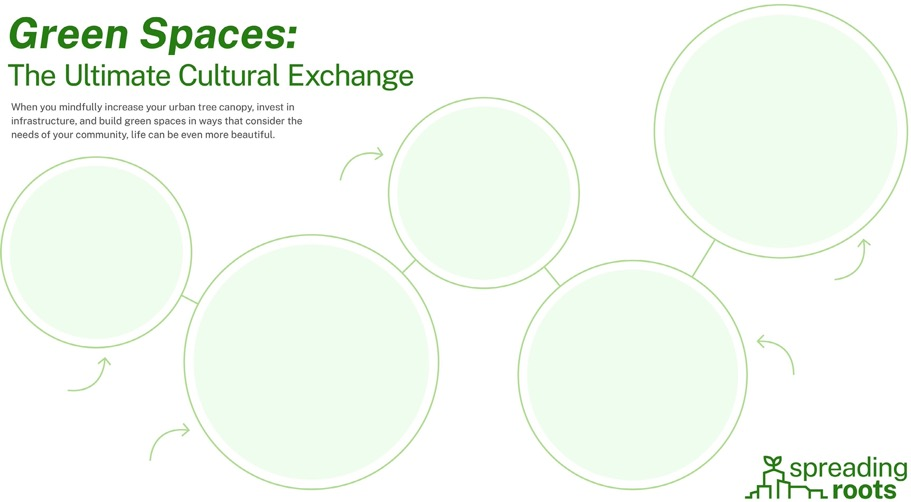 Green Spaces:
The Ultimate Cultural Exchange
When you mindfully increase your urban tree canopy, invest in
infrastructure, and build green spaces in ways that consider the
needs of your community, life can be even more beautiful.
spreading
roots